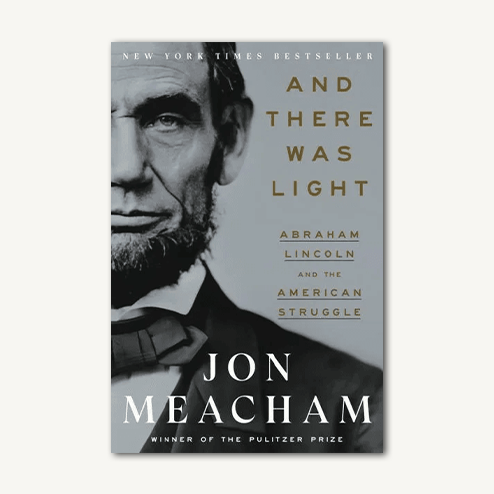 NEW YORK TIMES BESTSELLER
AND
THERE
WAS
LIGHT
ABRAHAM
LINCOLN
AND THE
AMERICAN
STRUGGLE
JON
MEACHAM
WINNER OF THE PULITZER PRIZE